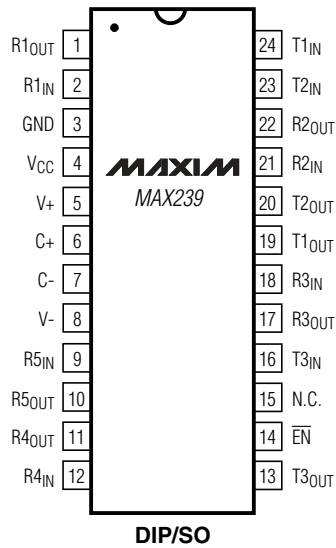 R1OUT 1 24 T1IN
R1IN 2 23 T2IN
GND 3 22 R2OUT
VCC 4 MAXIM 21 R2IN
V+ 5 MAX239 20 T2OUT
C+ 6 19 T1OUT
C- 7 18 R3IN
V- 8 17 R3OUT
R5IN 9 16 T3IN
R5OUT 10 15 N.C.
R4OUT 11 14 E̅N̅
R4IN 12 13 T3OUT
DIP/SO